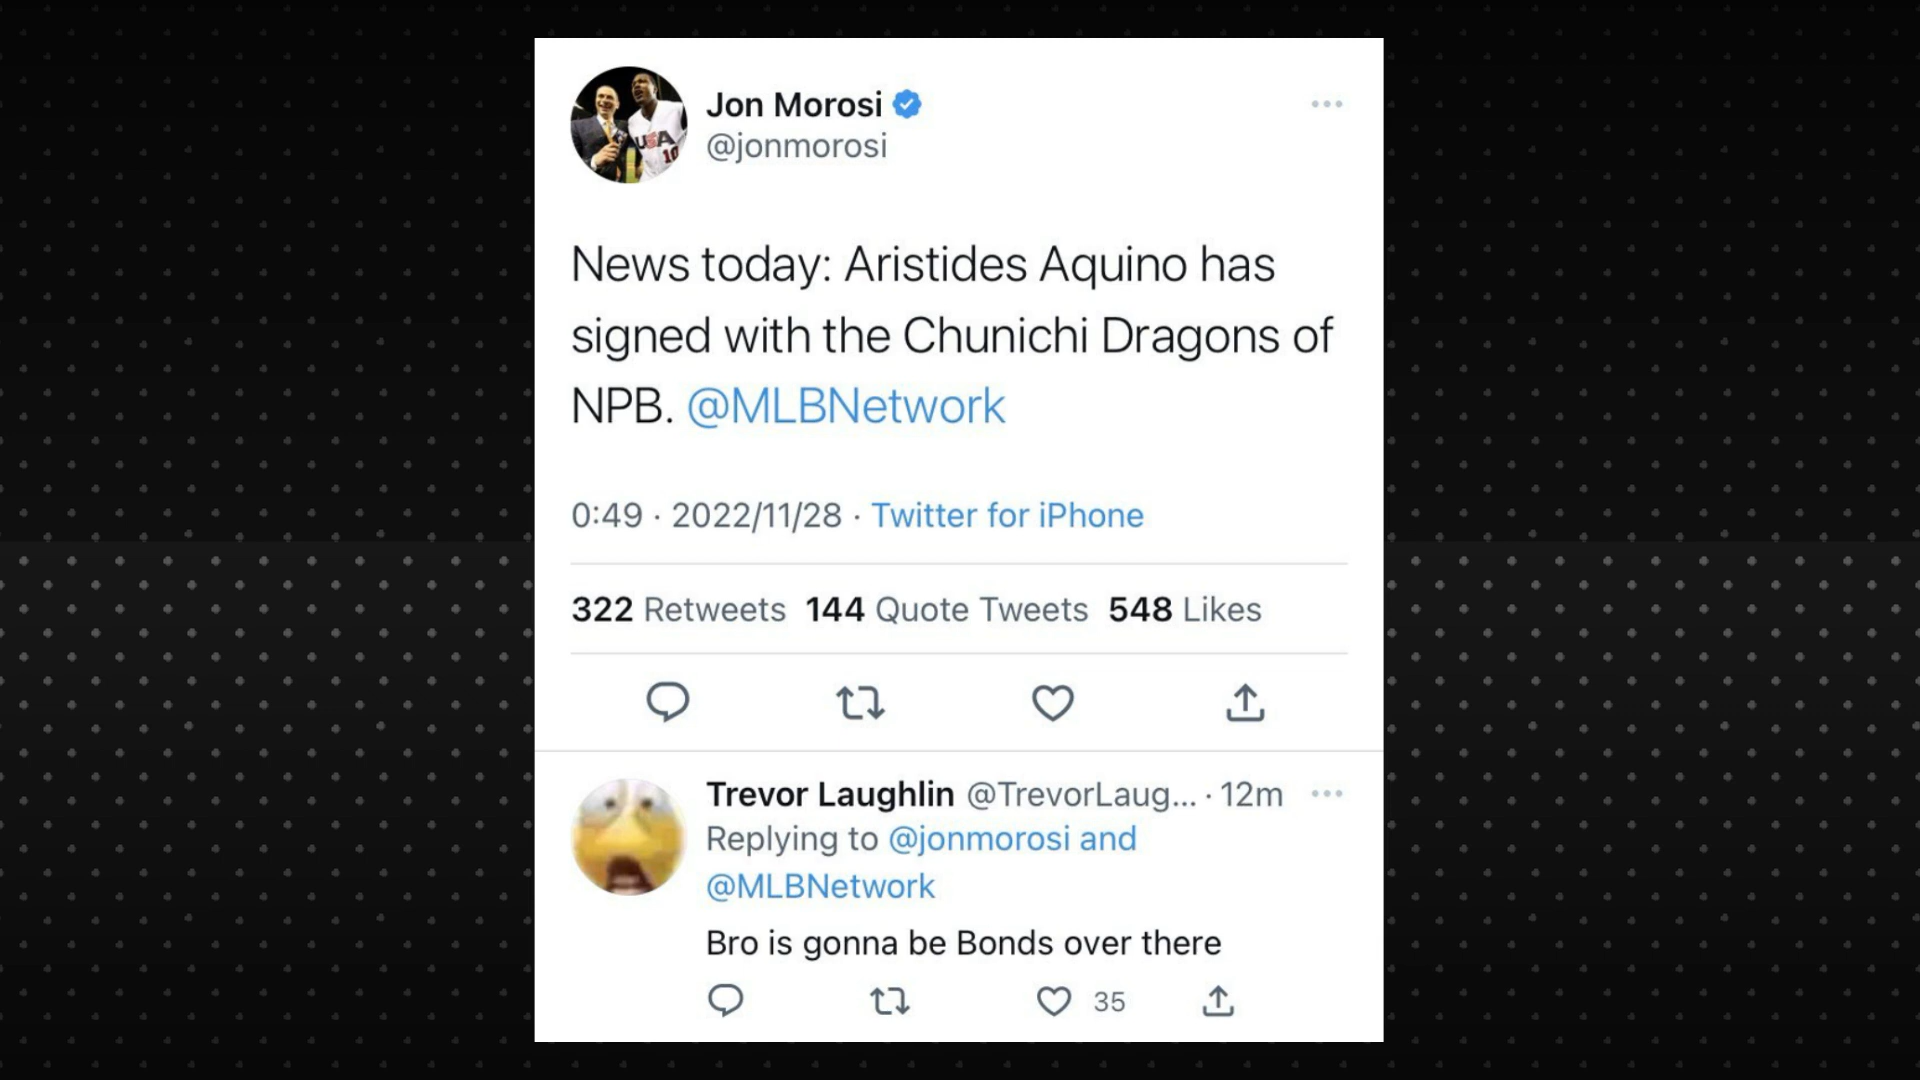 Jon Morosi
@jonmorosi
USA
10
News today: Aristides Aquino has
signed with the Chunichi Dragons of
NPB. @MLBNetwork
0:49 · 2022/11/28 · Twitter for iPhone
322 Retweets 144 Quote Tweets 548 Likes
Trevor Laughlin @TrevorLaug... · 12m
Replying to @jonmorosi and
@MLBNetwork
Bro is gonna be Bonds over there
35